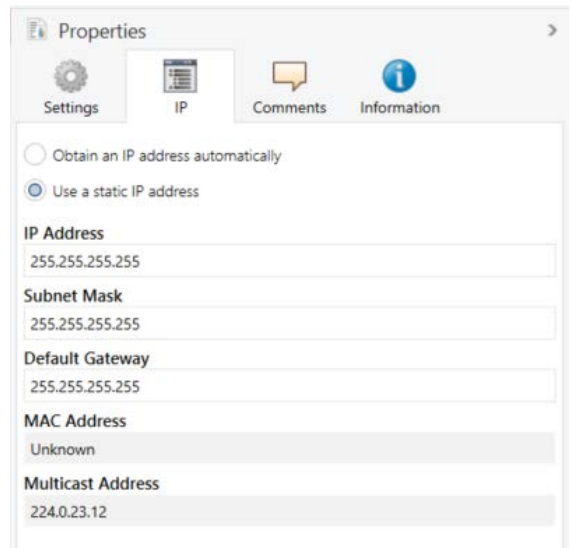 Properties
Settings IP Comments Information
Obtain an IP address automatically
Use a static IP address
IP Address
255.255.255.255
Subnet Mask
255.255.255.255
Default Gateway
255.255.255.255
MAC Address
Unknown
Multicast Address
224.0.23.12